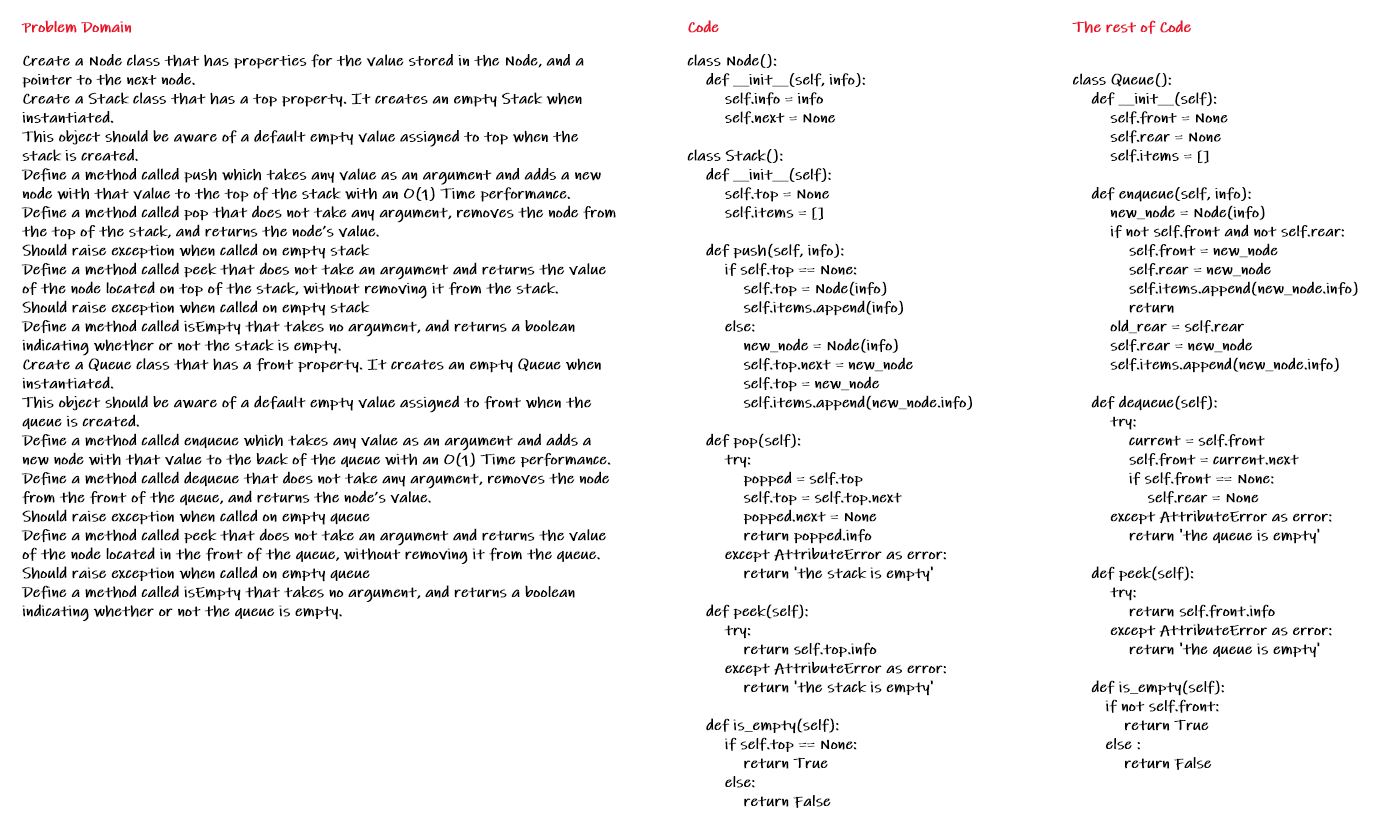 Problem Domain
Create a Node class that has properties for the value stored in the Node, and a
pointer to the next node.
Create a Stack class that has a top property. It creates an empty Stack when
instantiated.
This object should be aware of a default empty value assigned to top when the
stack is created.
Define a method called push which takes any value as an argument and adds a new
node with that value to the top of the stack with an O(1) Time performance.
Define a method called pop that does not take any argument, removes the node from
the top of the stack, and returns the node's value.
Should raise exception when called on empty stack
Define a method called peek that does not take an argument and returns the value
of the node located on top of the stack, without removing it from the stack.
Should raise exception when called on empty stack
Define a method called isEmpty that takes no argument, and returns a boolean
indicating whether or not the stack is empty.
Create a Queue class that has a front property. It creates an empty Queue when
instantiated.
This object should be aware of a default empty value assigned to front when the
queue is created.
Define a method called enqueue which takes any value as an argument and adds a
new node with that value to the back of the queue with an O(1) Time performance.
Define a method called dequeue that does not take any argument, removes the node
from the front of the queue, and returns the node's value.
Should raise exception when called on empty queue
Define a method called peek that does not take an argument and returns the value
of the node located in the front of the queue, without removing it from the queue.
Should raise exception when called on empty queue
Define a method called isEmpty that takes no argument, and returns a boolean
indicating whether or not the queue is empty.
Code
class Node():
def __init__(self, info):
self.info = info
self.next = None
class Stack():
def __init__(self):
self.top = None
self.items = []
def push(self, info):
if self.top == None:
self.top = Node(info)
self.items.append(info)
else:
new_node = Node(info)
self.top.next = new_node
self.top = new_node
self.items.append(new_node.info)
def pop(self):
try:
popped = self.top
self.top = self.top.next
popped.next = None
return popped.info
except AttributeError as error:
return 'the stack is empty'
def peek(self):
try:
return self.top.info
except AttributeError as error:
return 'the stack is empty'
def is_empty(self):
if self.top == None:
return True
else:
return False
The rest of Code
class Queue():
def __init__(self):
self.front = None
self.rear = None
self.items = []
def enqueue(self, info):
new_node = Node(info)
if not self.front and not self.rear:
self.front = new_node
self.rear = new_node
self.items.append(new_node.info)
return
old_rear = self.rear
self.rear = new_node
self.items.append(new_node.info)
def dequeue(self):
try:
current = self.front
self.front = current.next
if self.front == None:
self.rear = None
except AttributeError as error:
return 'the queue is empty'
def peek(self):
try:
return self.front.info
except AttributeError as error:
return 'the queue is empty'
def is_empty(self):
if not self.front:
return True
else :
return False